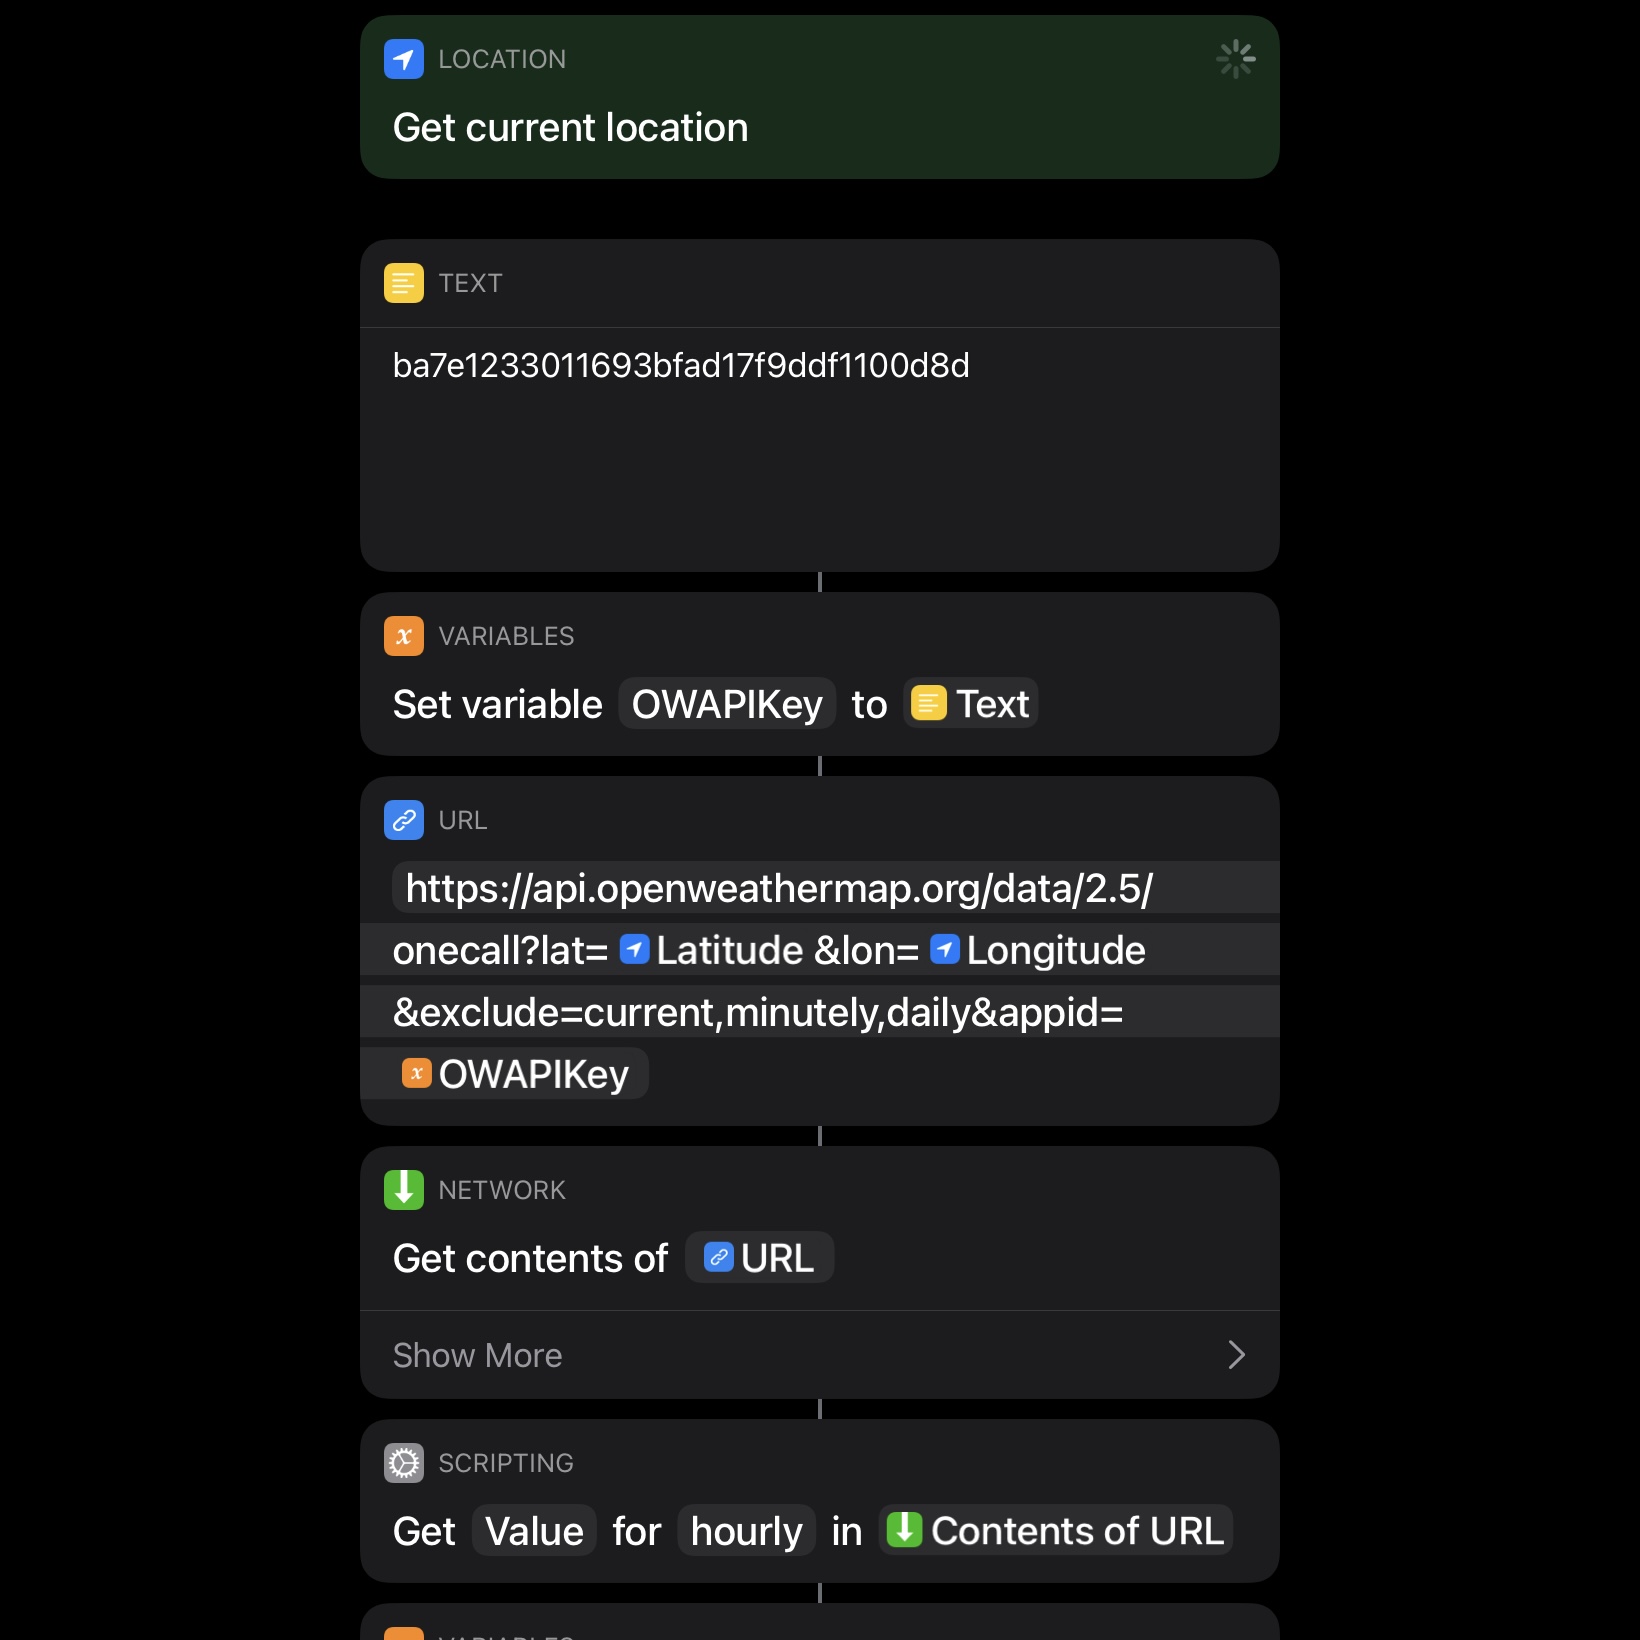 LOCATION
Get current location
TEXT
ba7e1233011693bfad17f9ddf1100d8d
VARIABLES
Set variable OWAPIKey to Text
URL
https://api.openweathermap.org/data/2.5/
onecall?lat= Latitude &lon= Longitude
&exclude=current,minutely,daily&appid=
OWAPIKey
NETWORK
Get contents of URL
Show More
SCRIPTING
Get Value for hourly in Contents of URL